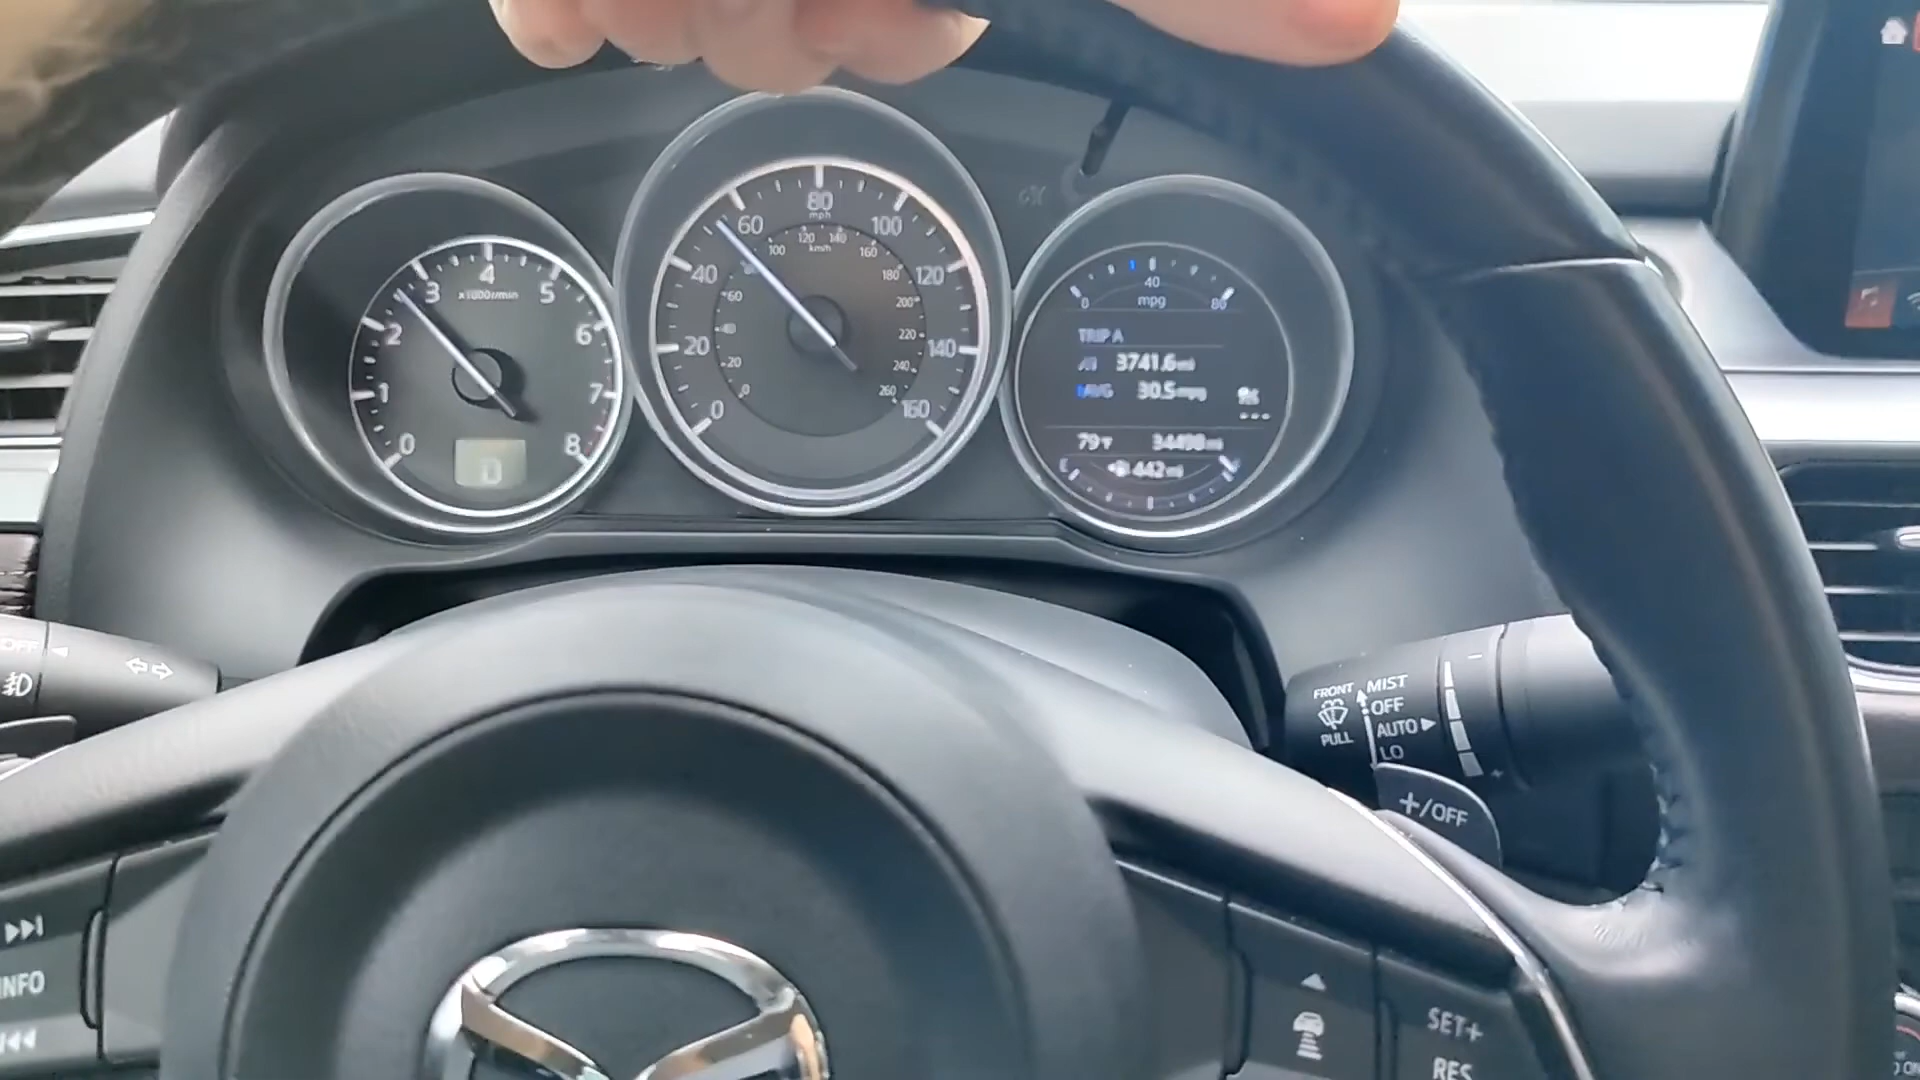 0 1 2 3 4 5 6 7 8
x1000r/min
D
0 20 40 60 80 100 120 140 160
mph
km/h
0 20 40 60 80 100 120 140 160 180 200 220 240 260
0 40 80
mpg
TRIP A
3741.6mi
AVG 30.5mpg
79°F
442mi
E F
OFF
FRONT
PULL
MIST
OFF
AUTO
LO
+/OFF
INFO
SET+
RES